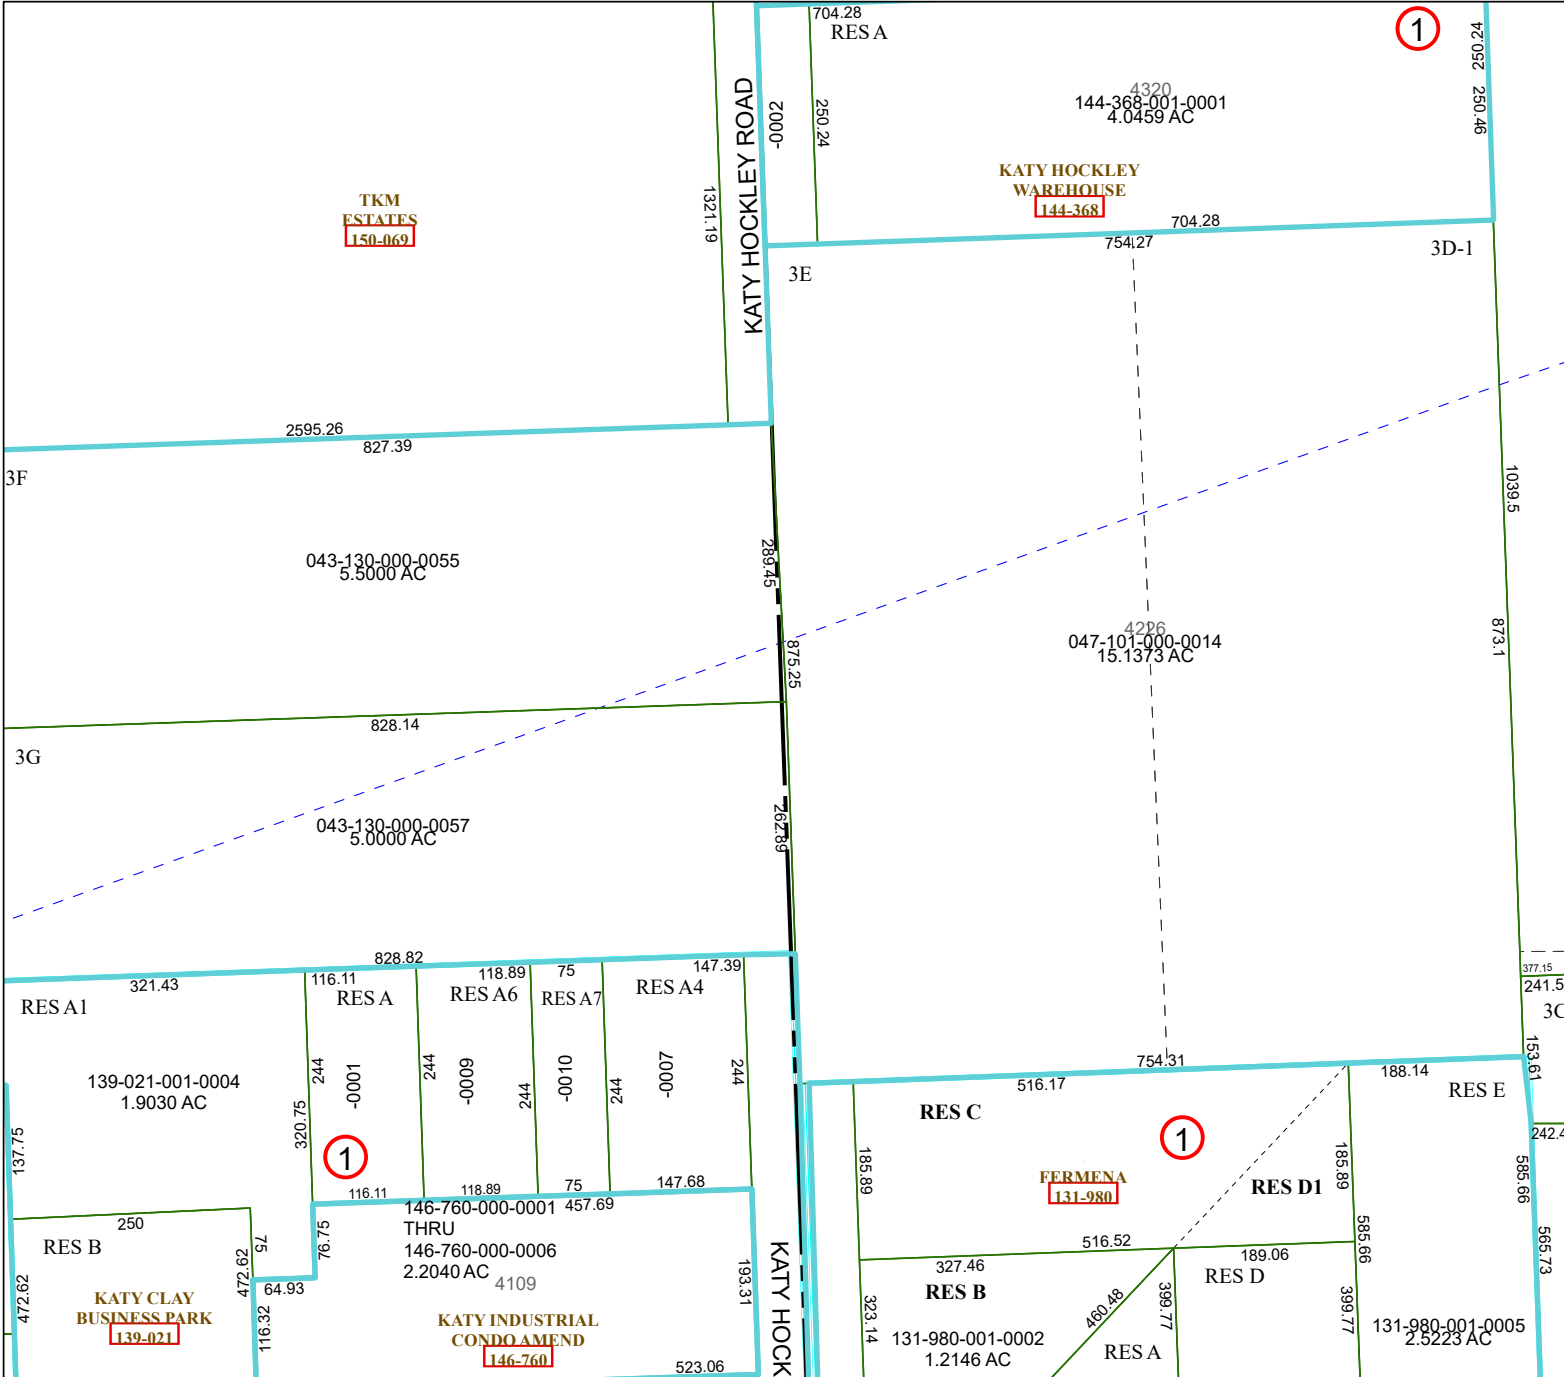 704.28
RES A
1
250.24
250.46
4320
144-368-001-0001
4.0459 AC
-0002
250.24
KATY HOCKLEY ROAD
KATY HOCKLEY
WAREHOUSE
144-368
TKM
ESTATES
150-069
1321.19
704.28
754.27
3D-1
3E
2595.26
827.39
3F
1039.5
043-130-000-0055
5.5000 AC
289.45
4226
047-101-000-0014
15.1373 AC
873.1
875.25
828.14
3G
043-130-000-0057
5.0000 AC
262.89
828.82
321.43
116.11
118.89
75
147.39
RES A1
RES A
RES A6
RES A7
RES A4
377.15
241.5
3C
153.61
754.31
516.17
188.14
RES E
RES C
139-021-001-0004
1.9030 AC
244
-0001
244
-0009
244
-0010
244
-0007
244
320.75
1
1
137.75
185.89
185.89
242.4
585.66
FERMENA
131-980
RES D1
116.11
118.89
75
147.68
457.69
146-760-000-0001
THRU
146-760-000-0006
2.2040 AC
4109
76.75
250
57
RES B
472.62
64.93
116.32
472.62
193.31
KATY HOCK
516.52
327.46
189.06
585.66
565.73
RES B
RES D
460.48
399.77
399.77
323.14
KATY CLAY
BUSINESS PARK
139-021
KATY INDUSTRIAL
CONDO AMEND
146-760
523.06
131-980-001-0002
1.2146 AC
RES A
131-980-001-0005
2.5223 AC